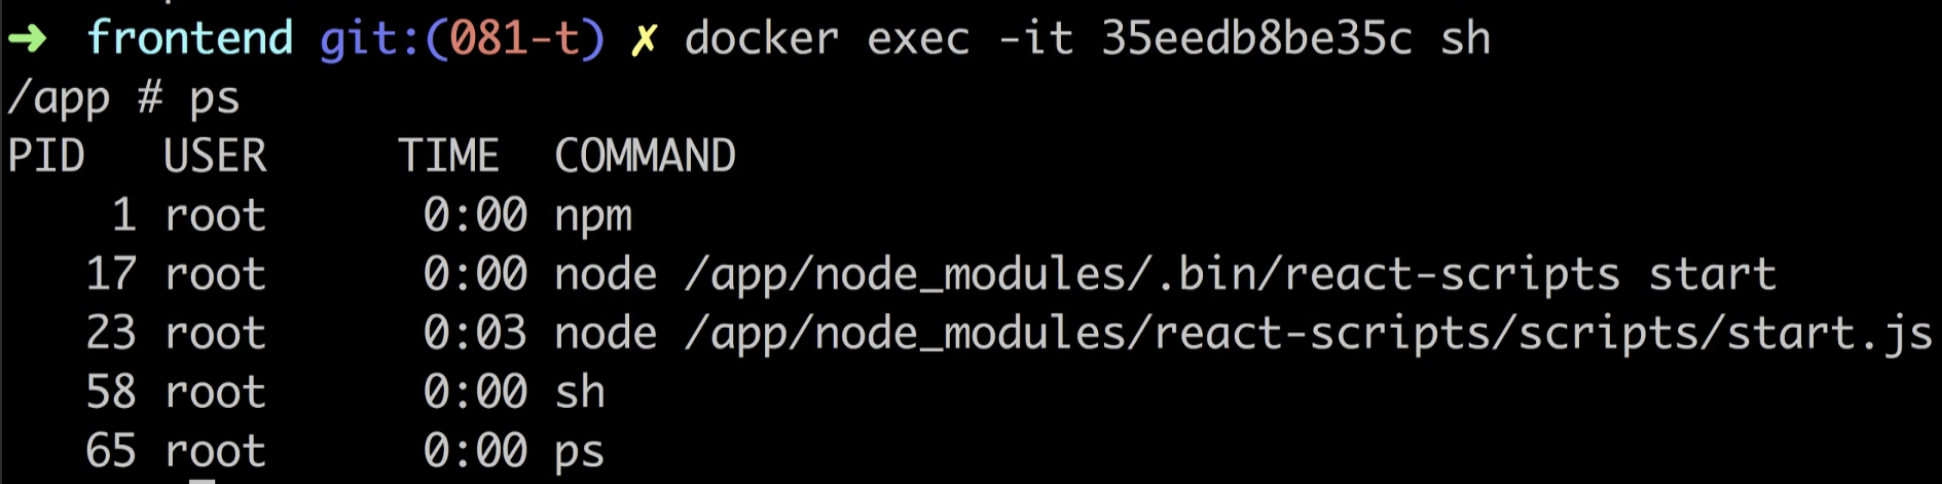 ➜ frontend git:(081-t) ✗ docker exec -it 35eedb8be35c sh
/app # ps
PID USER TIME COMMAND
1 root 0:00 npm
17 root 0:00 node /app/node_modules/.bin/react-scripts start
23 root 0:03 node /app/node_modules/react-scripts/scripts/start.js
58 root 0:00 sh
65 root 0:00 ps